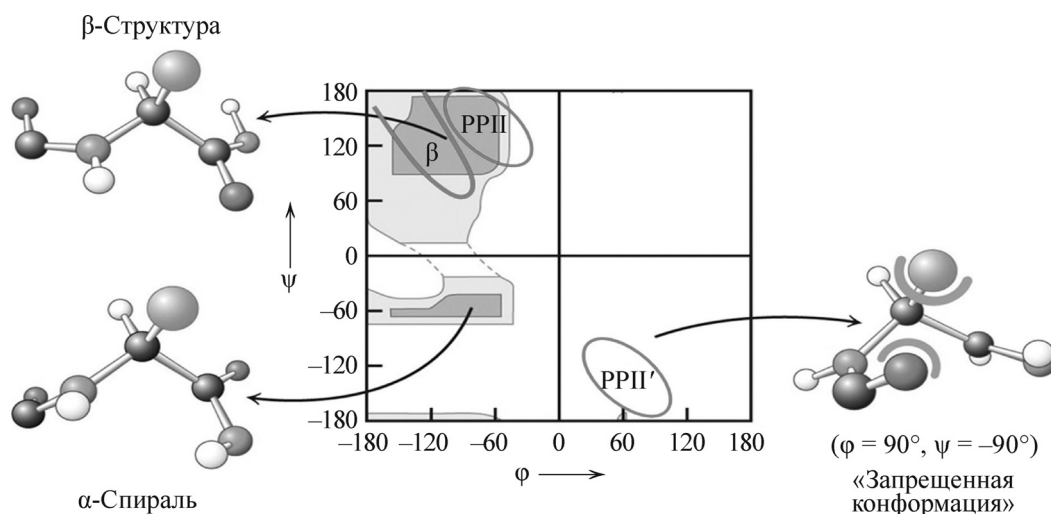 β-Структура
180
120
60
0
–60
–120
–180
ψ
PPII
β
PPII′
–180 –120 –60 0 60 120 180
φ
α-Спираль
(φ = 90°, ψ = –90°)
«Запрещенная
конформация»